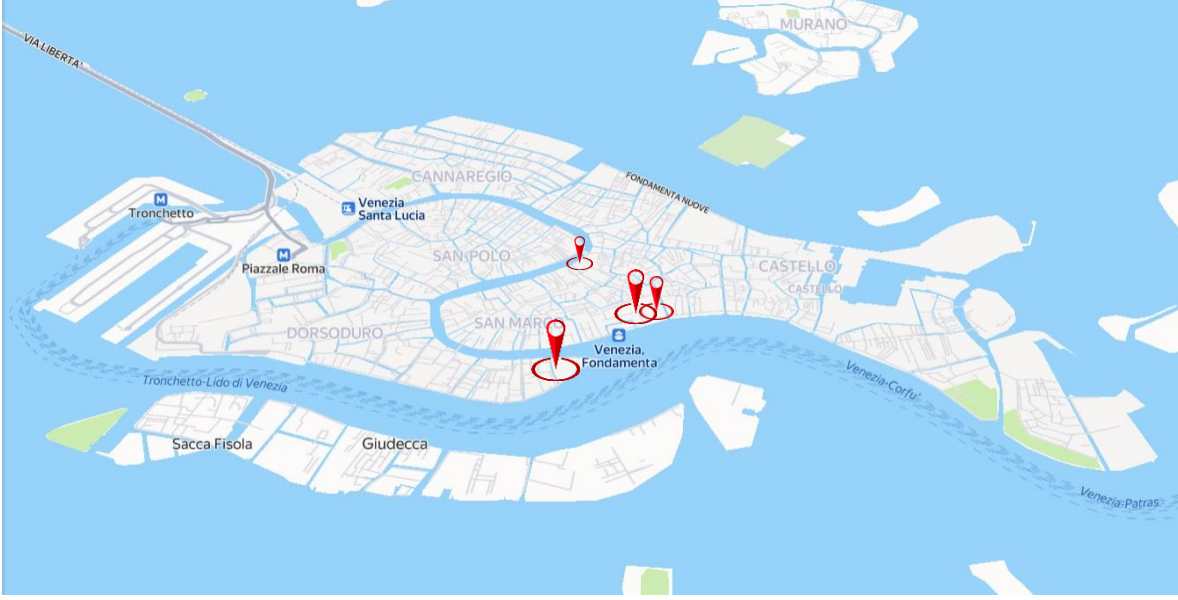 MURANO
VIA LIBERTA'
CANNAREGIO
FONDAMENTA NUOVE
Tronchetto
Venezia
Santa Lucia
Piazzale Roma
SAN POLO
CASTELLO
CASTELLO
DORSODURO
SAN MARCO
Venezia,
Fondamenta
Tronchetto-Lido di Venezia
Venezia-Corfu'
Sacca Fisola
Giudecca
Venezia-Patras